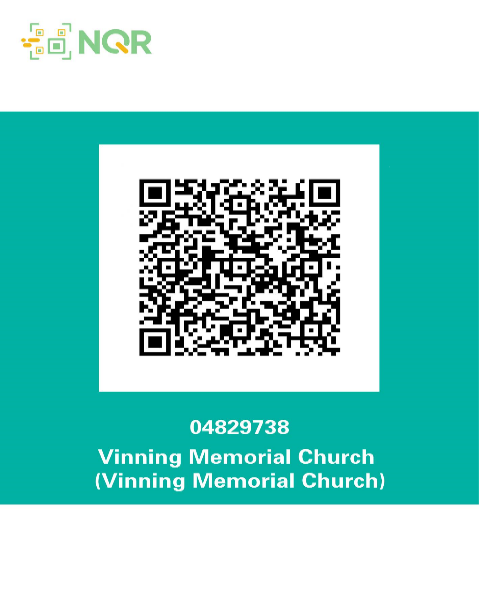 NQR
04829738
Vinning Memorial Church
(Vinning Memorial Church)